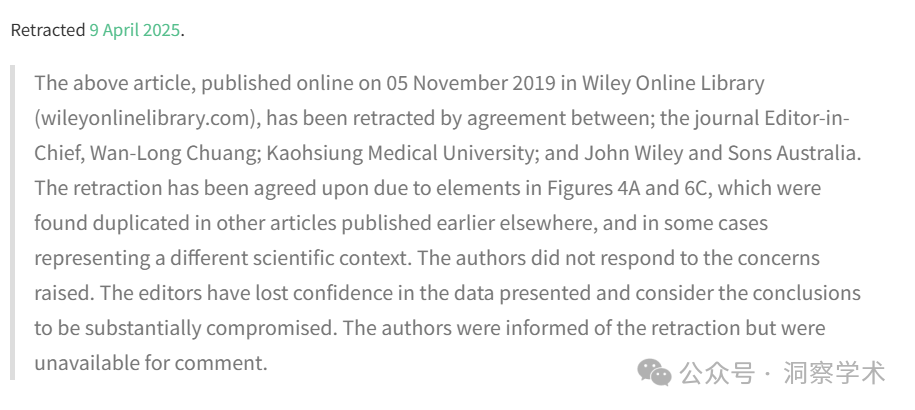 Retracted 9 April 2025.
The above article, published online on 05 November 2019 in Wiley Online Library
(wileyonlinelibrary.com), has been retracted by agreement between; the journal Editor-in-
Chief, Wan-Long Chuang; Kaohsiung Medical University; and John Wiley and Sons Australia.
The retraction has been agreed upon due to elements in Figures 4A and 6C, which were
found duplicated in other articles published earlier elsewhere, and in some cases
representing a different scientific context. The authors did not respond to the concerns
raised. The editors have lost confidence in the data presented and consider the conclusions
to be substantially compromised. The authors were informed of the retraction but were
unavailable for comment.
公众号 · 洞察学术